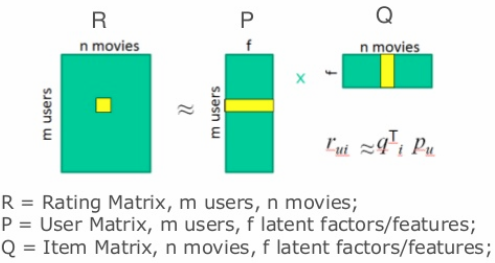 R P Q
n movies f n movies
m users ≈ m users x f
r_ui ≈ q^T_i p_u
R = Rating Matrix, m users, n movies;
P = User Matrix, m users, f latent factors/features;
Q = Item Matrix, n movies, f latent factors/features;